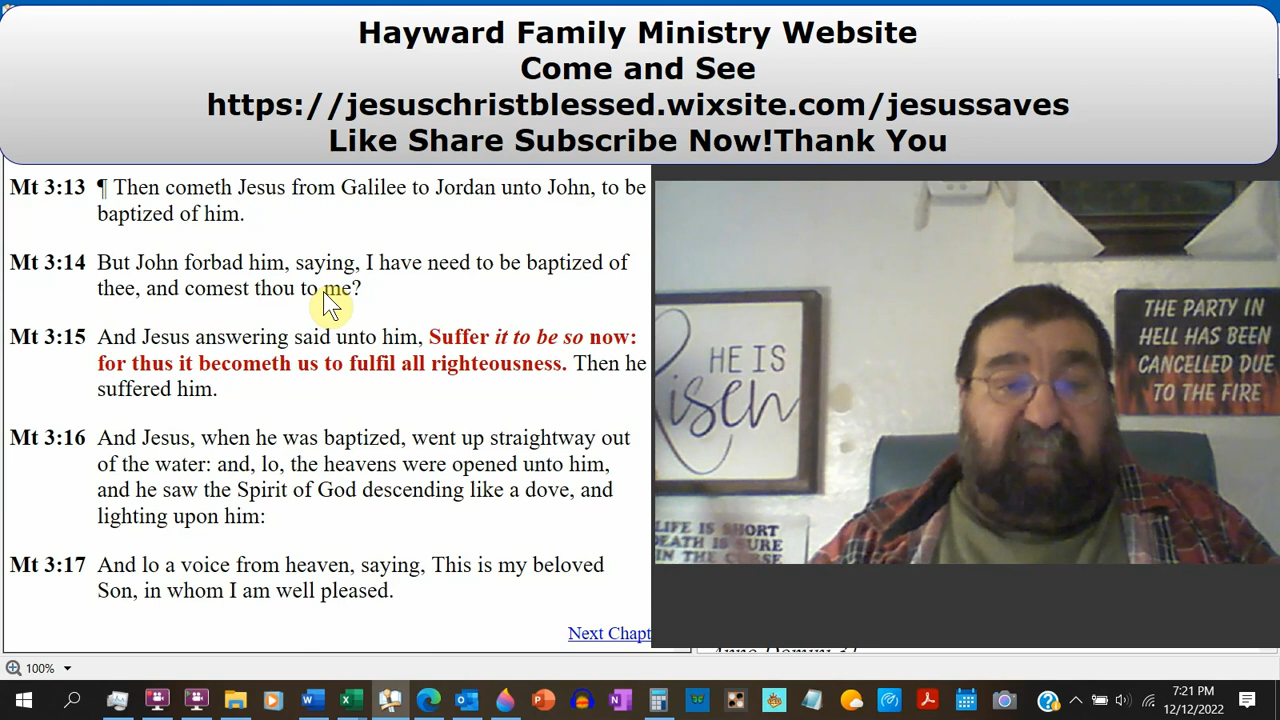 Hayward Family Ministry Website
Come and See
https://jesuschristblessed.wixsite.com/jesussaves
Like Share Subscribe Now!Thank You
Mt 3:13 ¶ Then cometh Jesus from Galilee to Jordan unto John, to be
baptized of him.
Mt 3:14 But John forbad him, saying, I have need to be baptized of
thee, and comest thou to me?
Mt 3:15 And Jesus answering said unto him, Suffer it to be so now:
for thus it becometh us to fulfil all righteousness. Then he
suffered him.
Mt 3:16 And Jesus, when he was baptized, went up straightway out
of the water: and, lo, the heavens were opened unto him,
and he saw the Spirit of God descending like a dove, and
lighting upon him:
Mt 3:17 And lo a voice from heaven, saying, This is my beloved
Son, in whom I am well pleased.
Next Chapt
HE IS
Risen
THE PARTY IN
HELL HAS BEEN
CANCELLED DUE
TO THE FIRE
LIFE IS SHORT
DEATH IS SURE
IN THE CURSE
100%
7:21 PM
12/12/2022